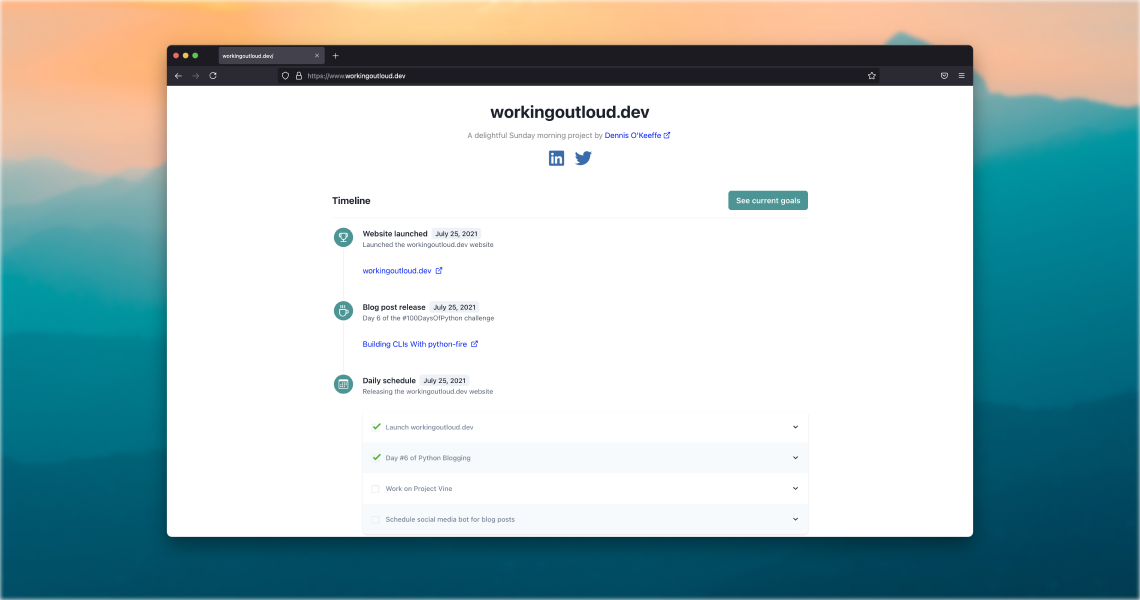 workingoutloud.dev
https://www.workingoutloud.dev
workingoutloud.dev
A delightful Sunday morning project by Dennis O'Keeffe
in
Timeline
See current goals
Website launched July 25, 2021
Launched the workingoutloud.dev website
workingoutloud.dev
Blog post release July 25, 2021
Day 6 of the #100DaysOfPython challenge
Building CLIs With python-fire
Daily schedule July 25, 2021
Releasing the workingoutloud.dev website
Launch workingoutloud.dev
Day #6 of Python Blogging
Work on Project Vine
Schedule social media bot for blog posts